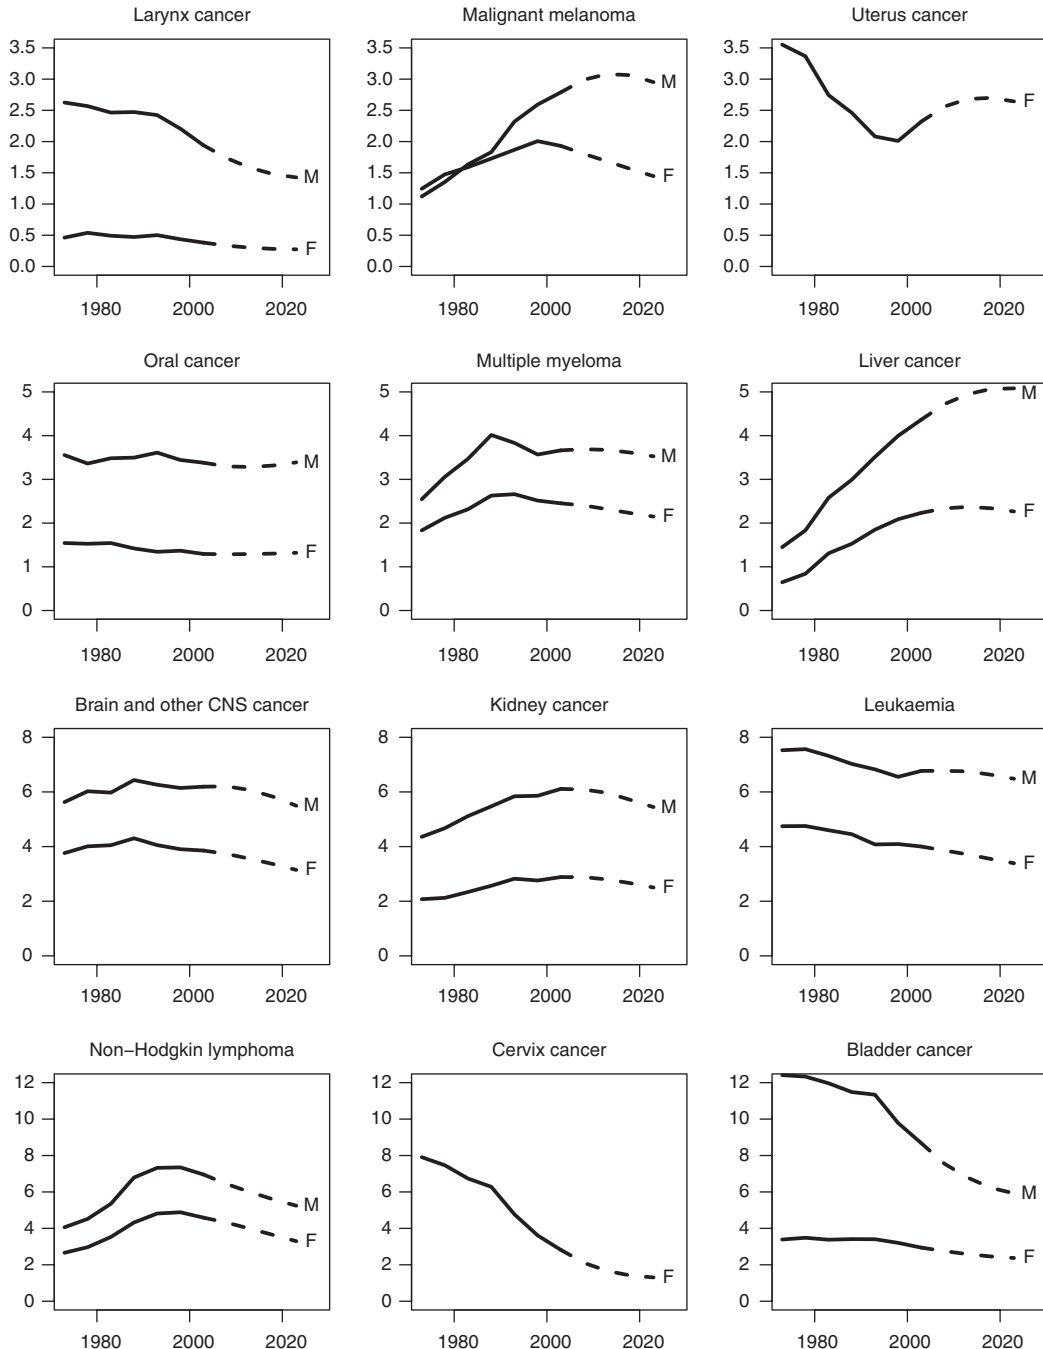 Larynx cancer
3.5
3.0
2.5
2.0
1.5
1.0
0.5
0.0
M
F
1980 2000 2020
Malignant melanoma
3.5
3.0
2.5
2.0
1.5
1.0
0.5
0.0
M
F
1980 2000 2020
Uterus cancer
3.5
3.0
2.5
2.0
1.5
1.0
0.5
0.0
F
1980 2000 2020
Oral cancer
5
4
3
2
1
0
M
F
1980 2000 2020
Multiple myeloma
5
4
3
2
1
0
M
F
1980 2000 2020
Liver cancer
5
4
3
2
1
0
M
F
1980 2000 2020
Brain and other CNS cancer
8
6
4
2
0
M
F
1980 2000 2020
Kidney cancer
8
6
4
2
0
M
F
1980 2000 2020
Leukaemia
8
6
4
2
0
M
F
1980 2000 2020
Non–Hodgkin lymphoma
12
10
8
6
4
2
0
M
F
1980 2000 2020
Cervix cancer
12
10
8
6
4
2
0
F
1980 2000 2020
Bladder cancer
12
10
8
6
4
2
0
M
F
1980 2000 2020